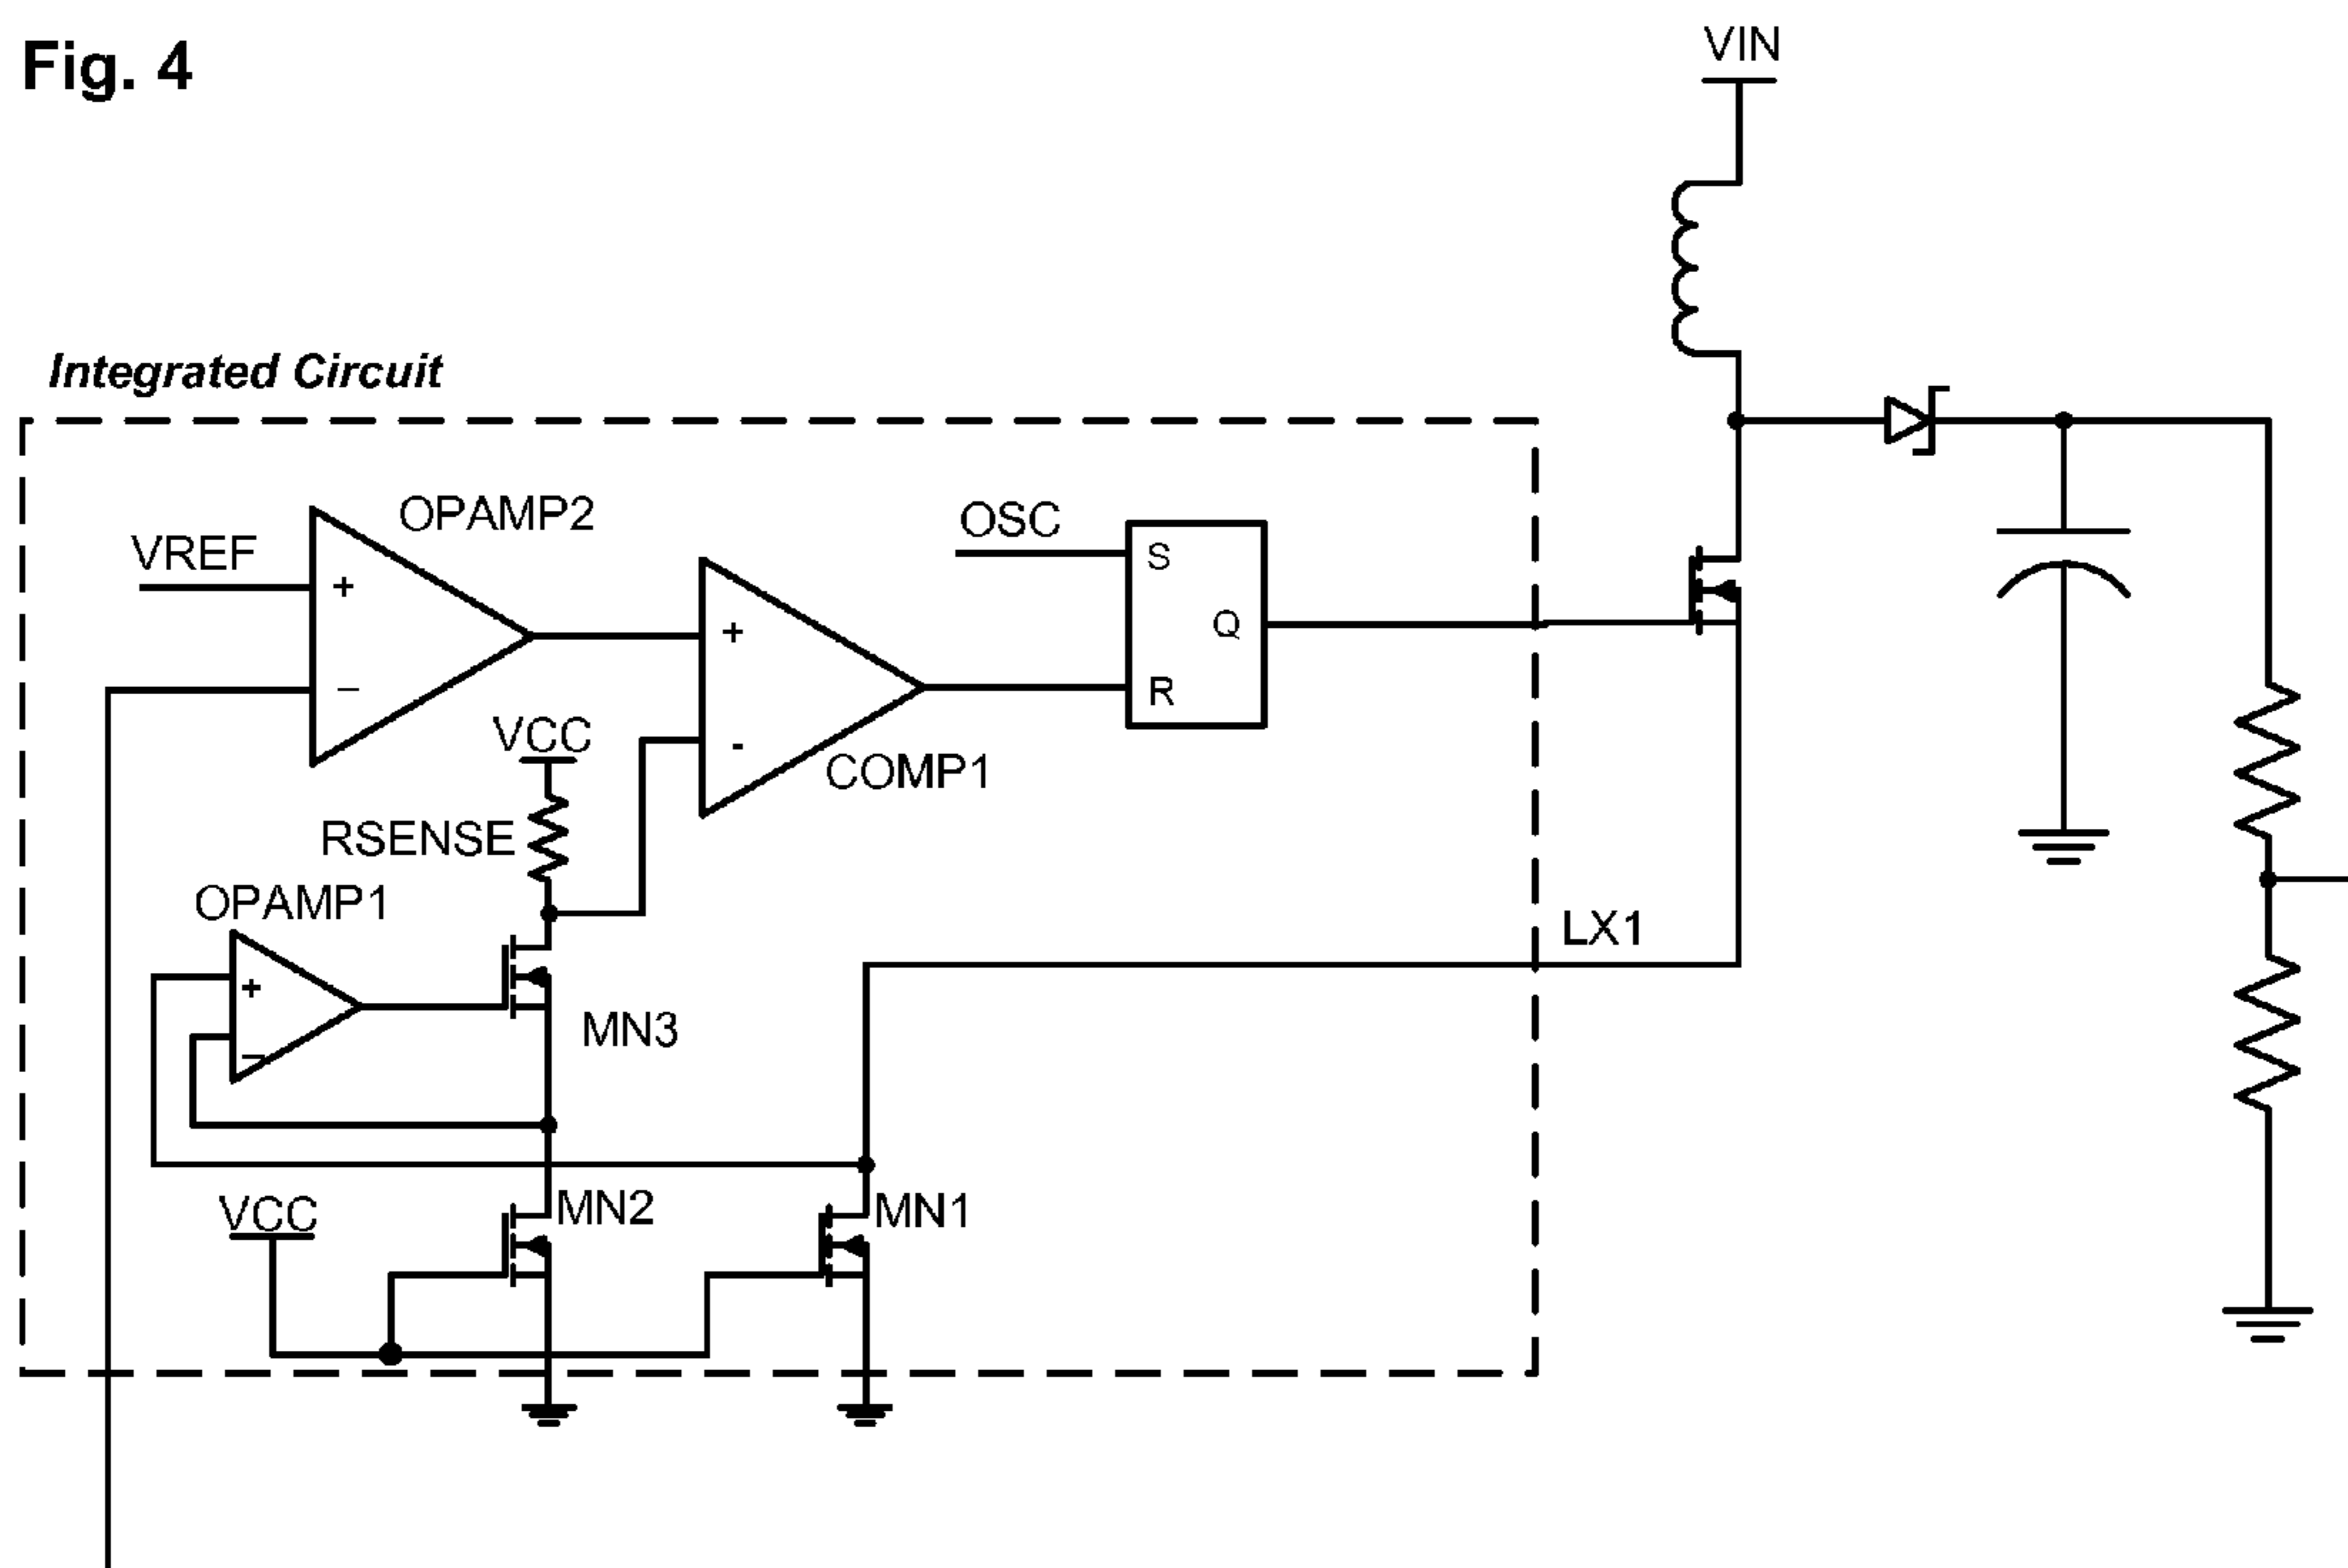 Fig. 4
VIN
Integrated Circuit
OPAMP2
OSC
VREF
+
S
+
Q
−
R
VCC
-
COMP1
RSENSE
OPAMP1
LX1
+
MN3
−
MN2
MN1
VCC